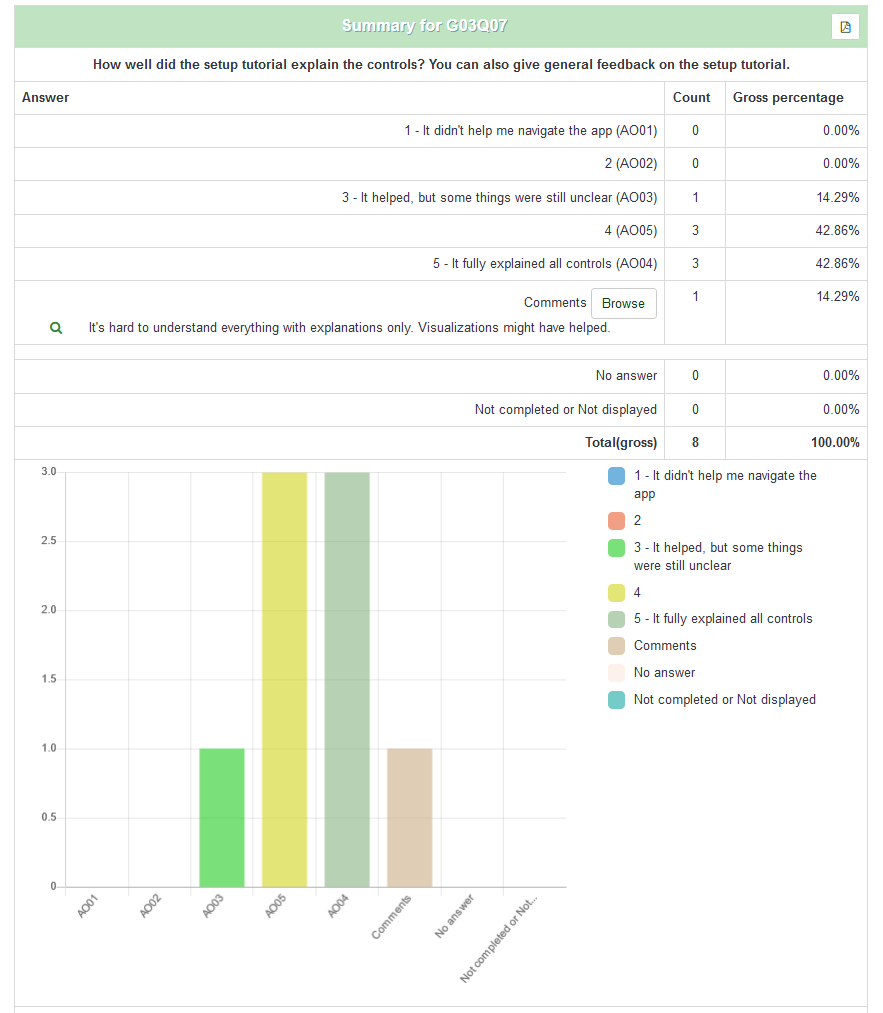 Summary for G03Q07
How well did the setup tutorial explain the controls? You can also give general feedback on the setup tutorial.
Answer Count Gross percentage
1 - It didn't help me navigate the app (AO01) 0 0.00%
2 (AO02) 0 0.00%
3 - It helped, but some things were still unclear (AO03) 1 14.29%
4 (AO05) 3 42.86%
5 - It fully explained all controls (AO04) 3 42.86%
Comments Browse 1 14.29%
It's hard to understand everything with explanations only. Visualizations might have helped.
No answer 0 0.00%
Not completed or Not displayed 0 0.00%
Total(gross) 8 100.00%
3.0
2.5
2.0
1.5
1.0
0.5
0
AO01
AO02
AO03
AO05
AO04
Comments
No answer
Not completed or Not...
1 - It didn't help me navigate the
app
2
3 - It helped, but some things
were still unclear
4
5 - It fully explained all controls
Comments
No answer
Not completed or Not displayed